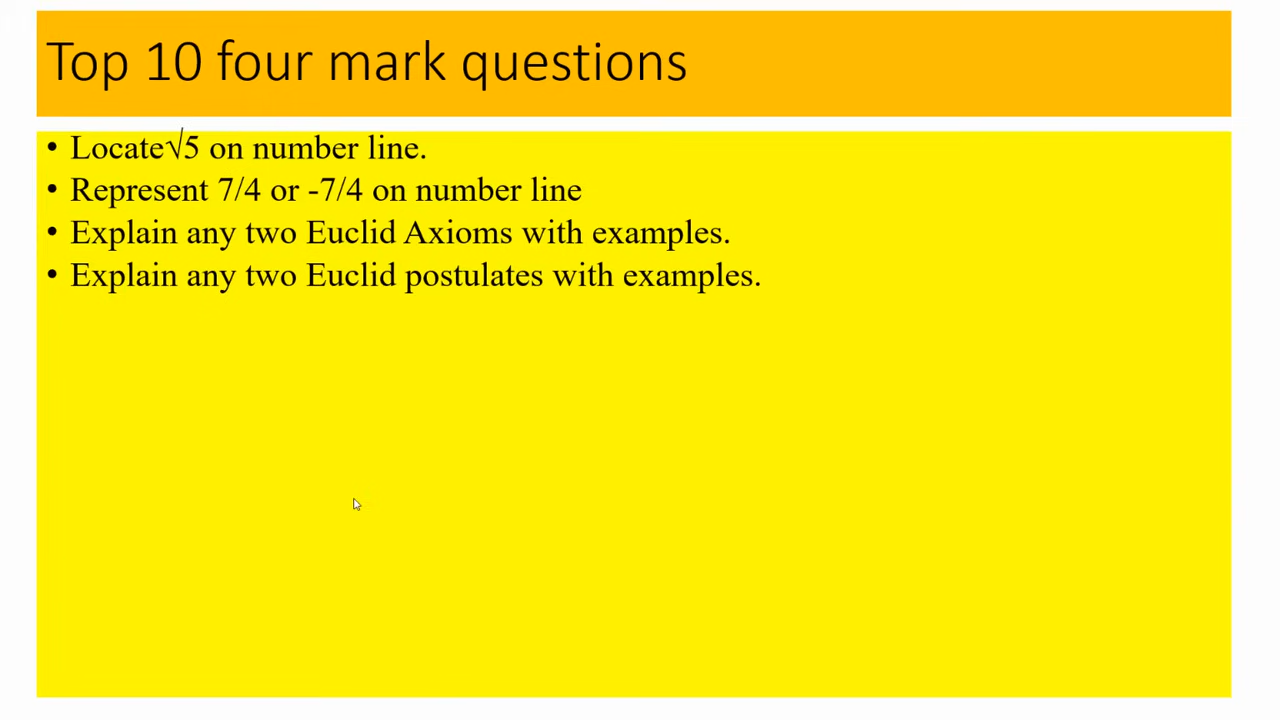 Top 10 four mark questions
• Locate√5 on number line.
• Represent 7/4 or -7/4 on number line
• Explain any two Euclid Axioms with examples.
• Explain any two Euclid postulates with examples.